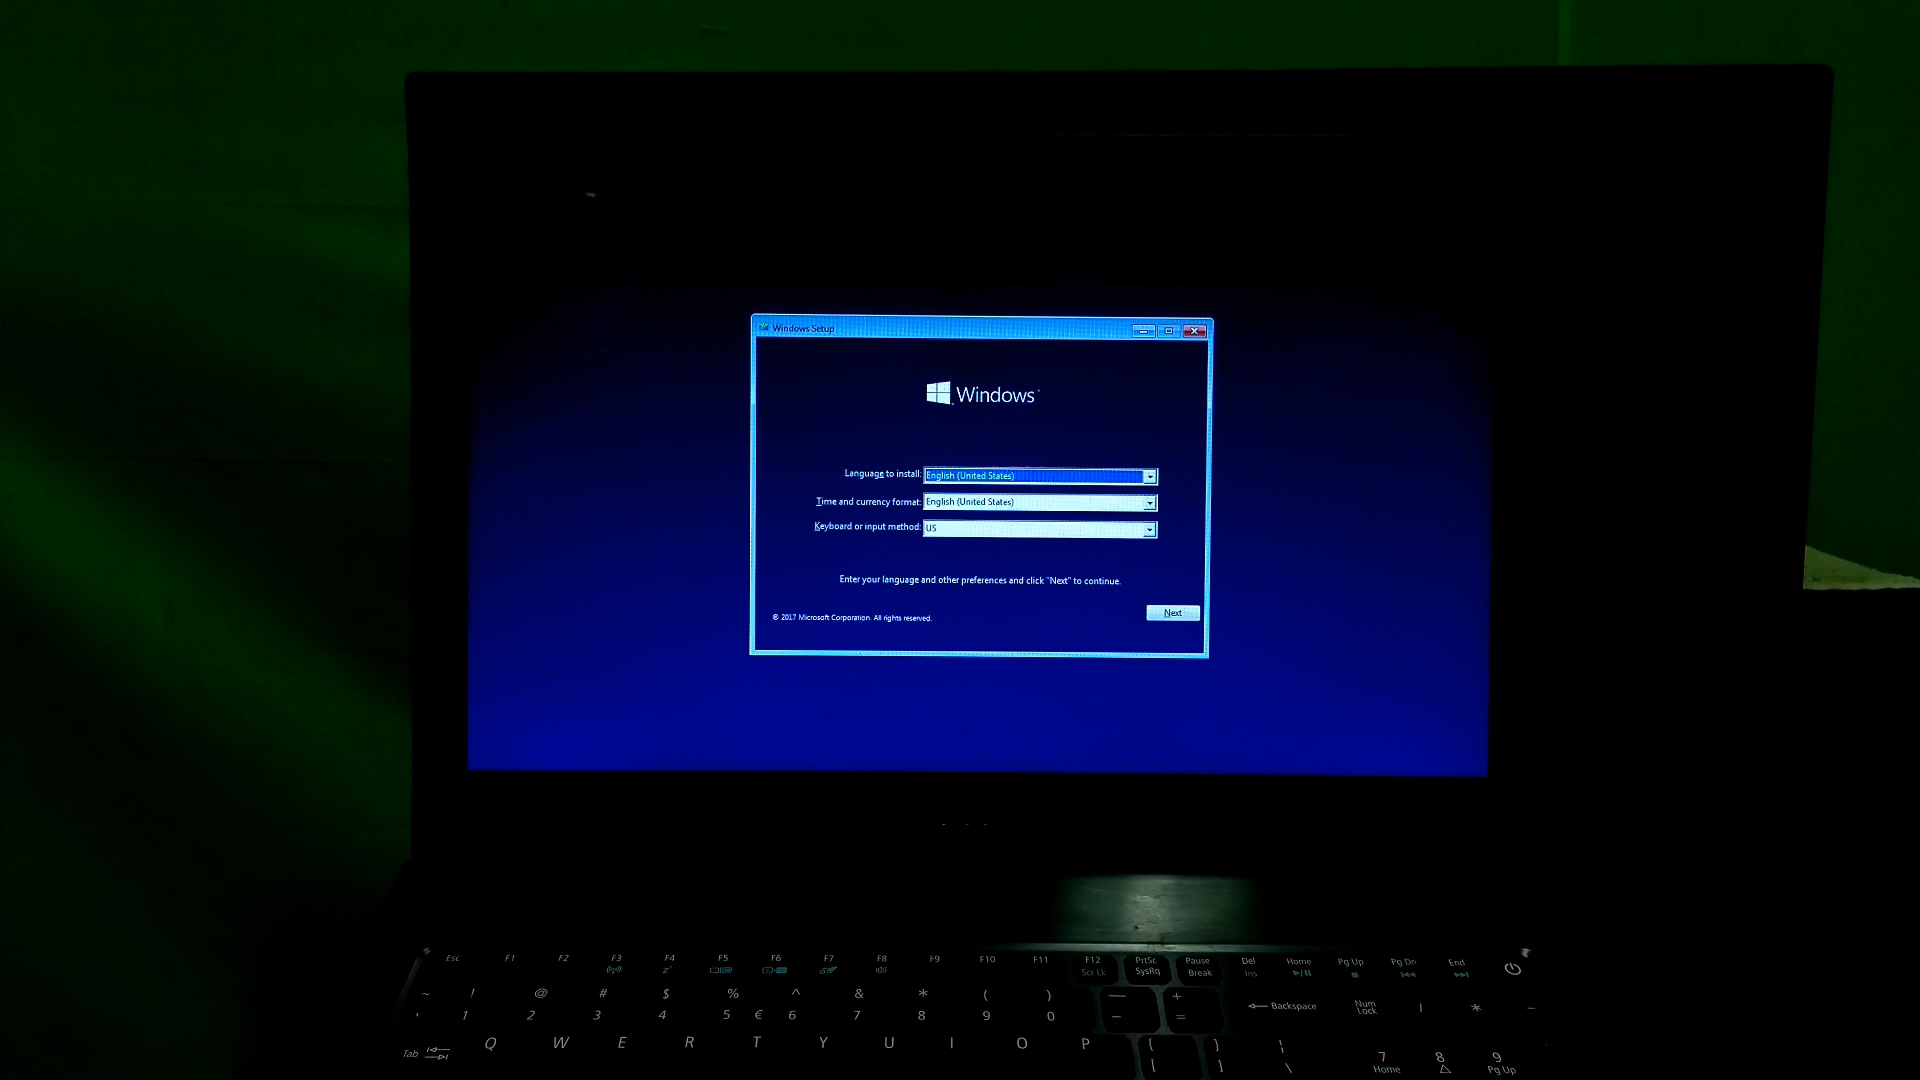 Windows Setup
Windows
Language to install: English (United States)
Time and currency format: English (United States)
Keyboard or input method: US
Enter your language and other preferences and click "Next" to continue.
© 2017 Microsoft Corporation. All rights reserved.
Next
Esc F1 F2 F3 F4 F5 F6 F7 F8 F9 F10 F11 F12 PrtSc Pause Del Home Pg Up Pg Dn End
Scr Lk SysRq Break Ins
~ ! @ # $ % ^ & * ( ) — +
' 1 2 3 4 5 € 6 7 8 9 0 - = Backspace Num Lock / * -
Tab Q W E R T Y U I O P { } ¦
[ ] \ 7 8 9
Home Pg Up